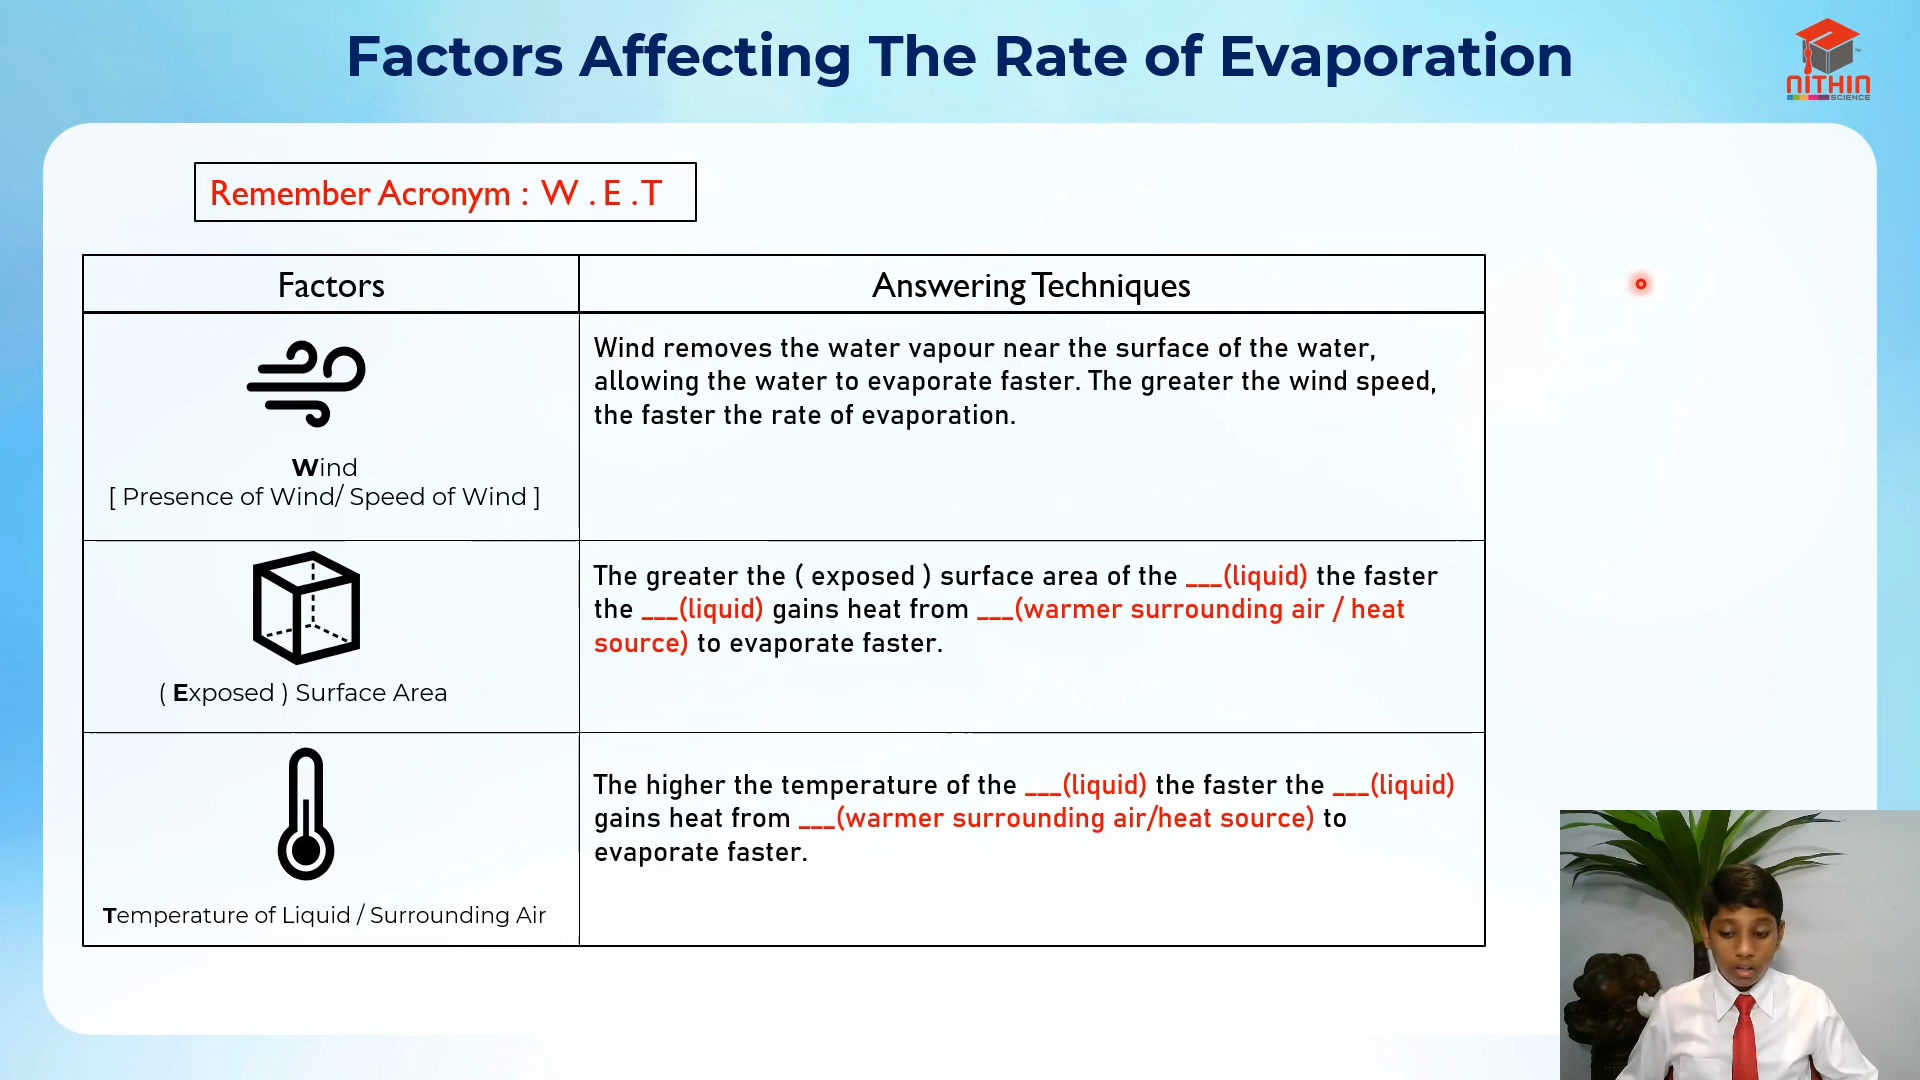 Factors Affecting The Rate of Evaporation
NITHIN
SCIENCE
Remember Acronym : W . E . T
Factors
Answering Techniques
Wind
[ Presence of Wind/ Speed of Wind ]
Wind removes the water vapour near the surface of the water,
allowing the water to evaporate faster. The greater the wind speed,
the faster the rate of evaporation.
( Exposed ) Surface Area
The greater the ( exposed ) surface area of the ___(liquid) the faster
the ___(liquid) gains heat from ___(warmer surrounding air / heat
source) to evaporate faster.
Temperature of Liquid / Surrounding Air
The higher the temperature of the ___(liquid) the faster the ___(liquid)
gains heat from ___(warmer surrounding air/heat source) to
evaporate faster.